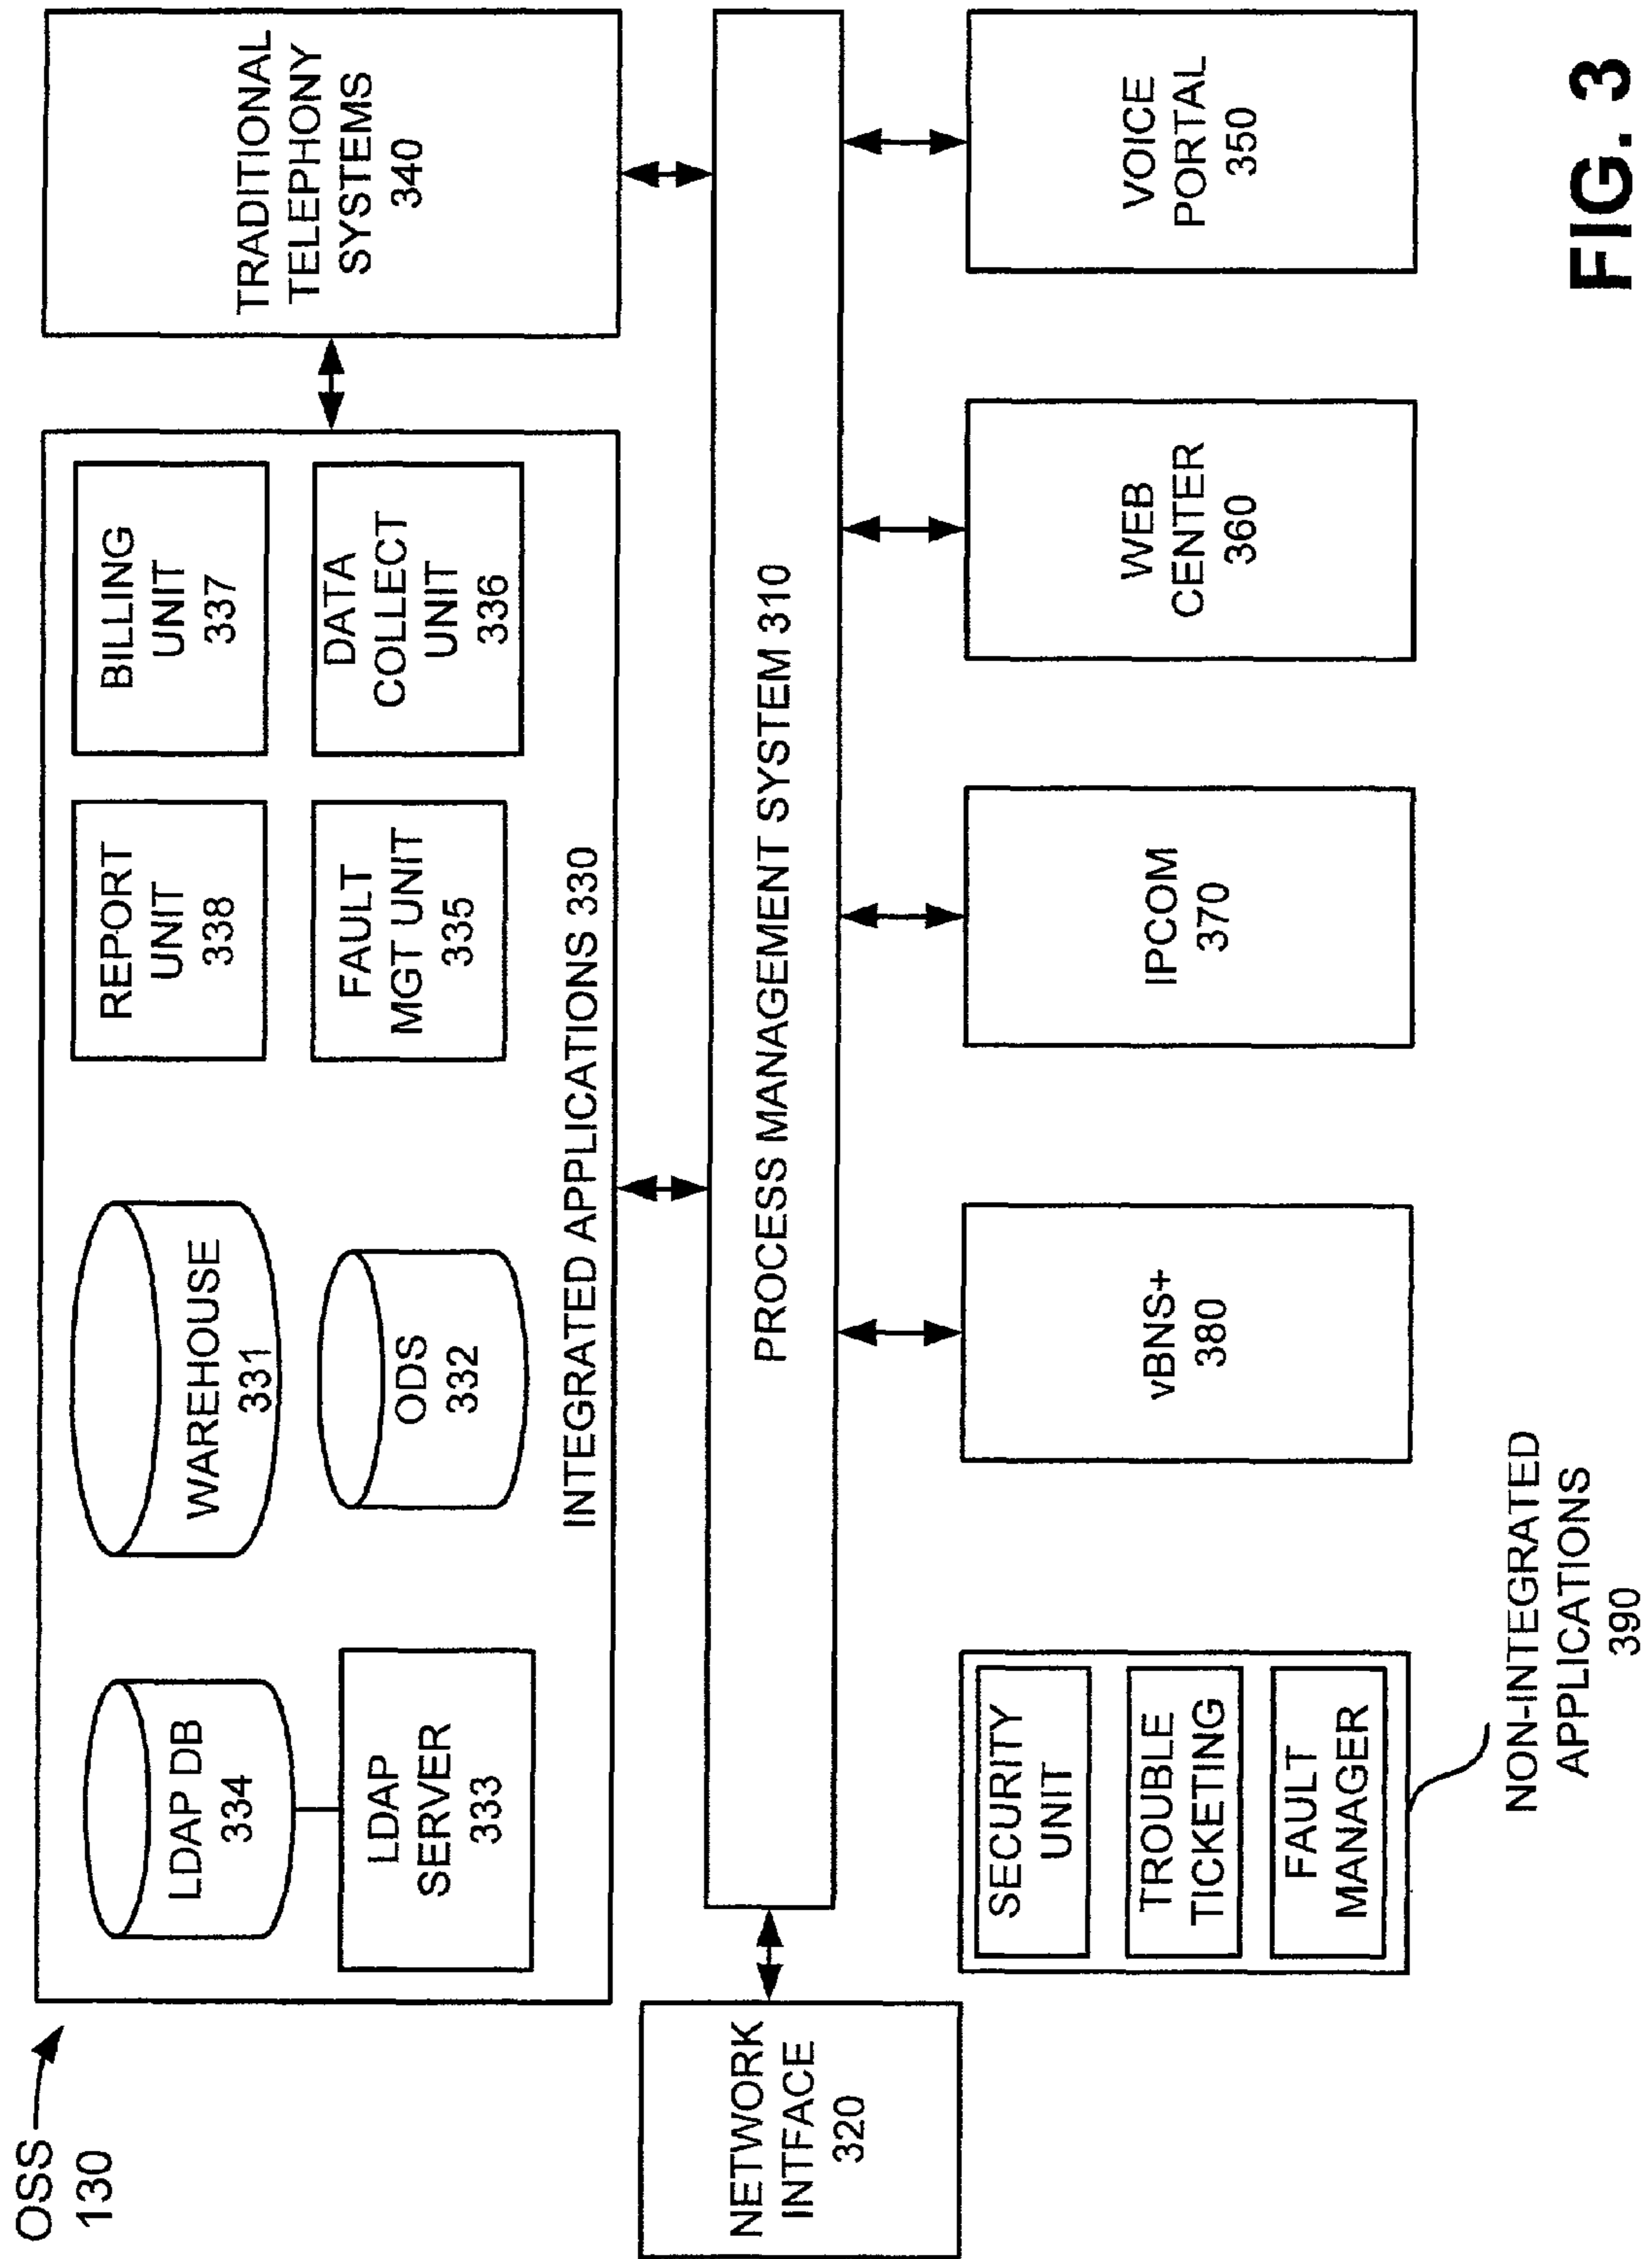 OSS
130
LDAP DB
334
LDAP
SERVER
333
WAREHOUSE
331
ODS
332
REPORT
UNIT
338
FAULT
MGT UNIT
335
BILLING
UNIT
337
DATA
COLLECT
UNIT
336
INTEGRATED APPLICATIONS 330
TRADITIONAL
TELEPHONY
SYSTEMS
340
NETWORK
INTFACE
320
PROCESS MANAGEMENT SYSTEM 310
SECURITY
UNIT
TROUBLE
TICKETING
FAULT
MANAGER
NON-INTEGRATED
APPLICATIONS
390
vBNS+
380
IPCOM
370
WEB
CENTER
360
VOICE
PORTAL
350
FIG. 3